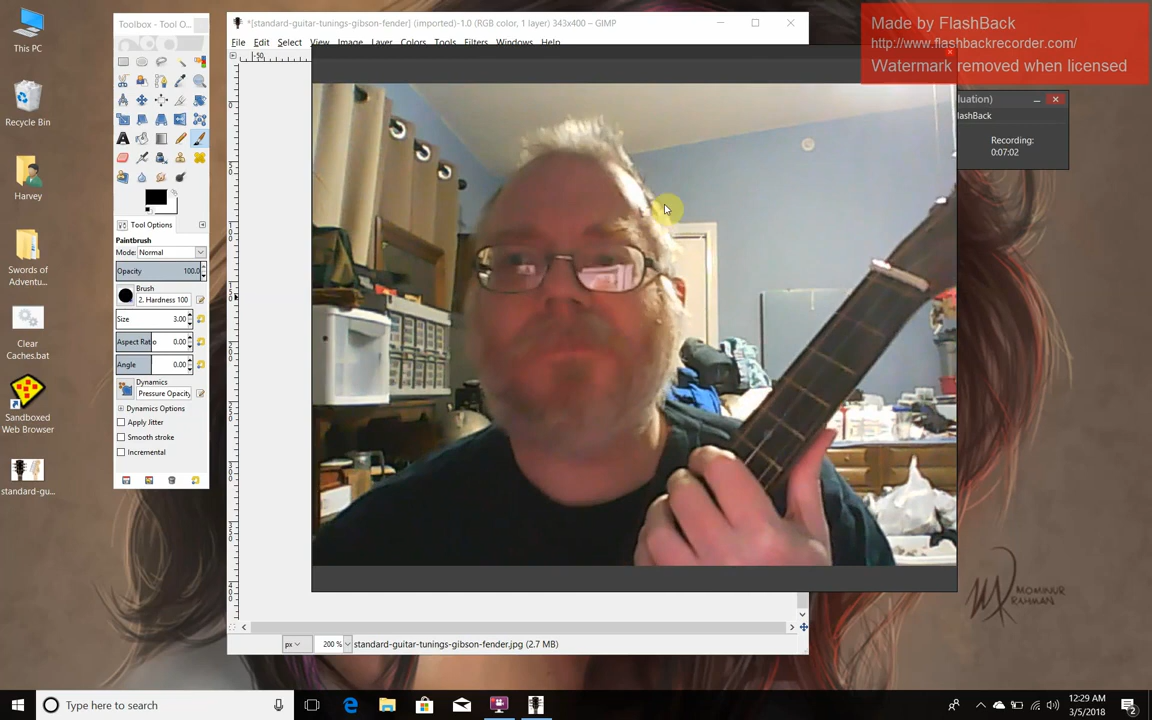 This PC
Recycle Bin
Harvey
Swords of
Adventu...
Clear
Caches.bat
Sandboxed
Web Browser
standard-gu...
Toolbox - Tool O...
Tool Options
Paintbrush
Mode: Normal
Opacity 100.0
Brush
2. Hardness 100
Size 3.00
Aspect Ratio 0.00
Angle 0.00
Dynamics
Pressure Opacity
Dynamics Options
Apply Jitter
Smooth stroke
Incremental
*[standard-guitar-tunings-gibson-fender] (imported)-1.0 (RGB color, 1 layer) 343x400 – GIMP
File Edit Select View Image Layer Colors Tools Filters Windows Help
-50
px 200 % standard-guitar-tunings-gibson-fender.jpg (2.7 MB)
Made by FlashBack
http://www.flashbackrecorder.com/
Watermark removed when licensed
luation)
lashBack
Recording:
0:07:02
MOMINUR
RAHMAN
Type here to search
12:29 AM
3/5/2018
2